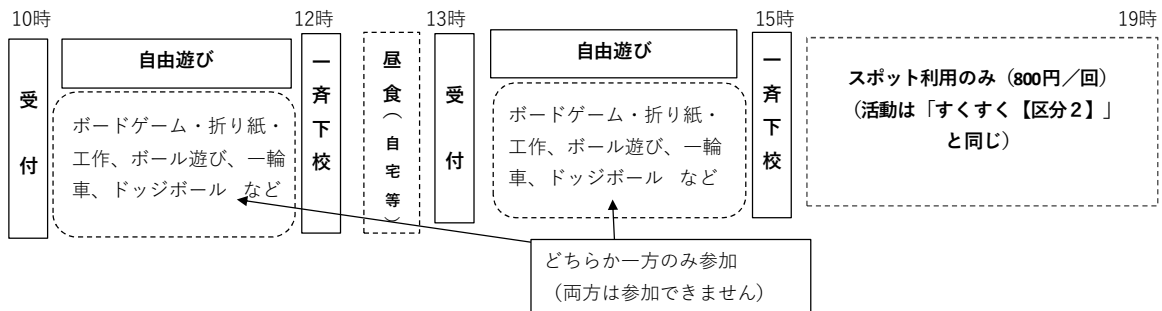 10時
12時
13時
15時
19時
受付
自由遊び
ボードゲーム・折り紙・
工作、ボール遊び、一輪
車、ドッジボール など
一斉下校
昼食（自宅等）
受付
自由遊び
ボードゲーム・折り紙・
工作、ボール遊び、一輪
車、ドッジボール など
一斉下校
スポット利用のみ（800円／回）
（活動は「すくすく【区分２】」
と同じ）
どちらか一方のみ参加
（両方は参加できません）